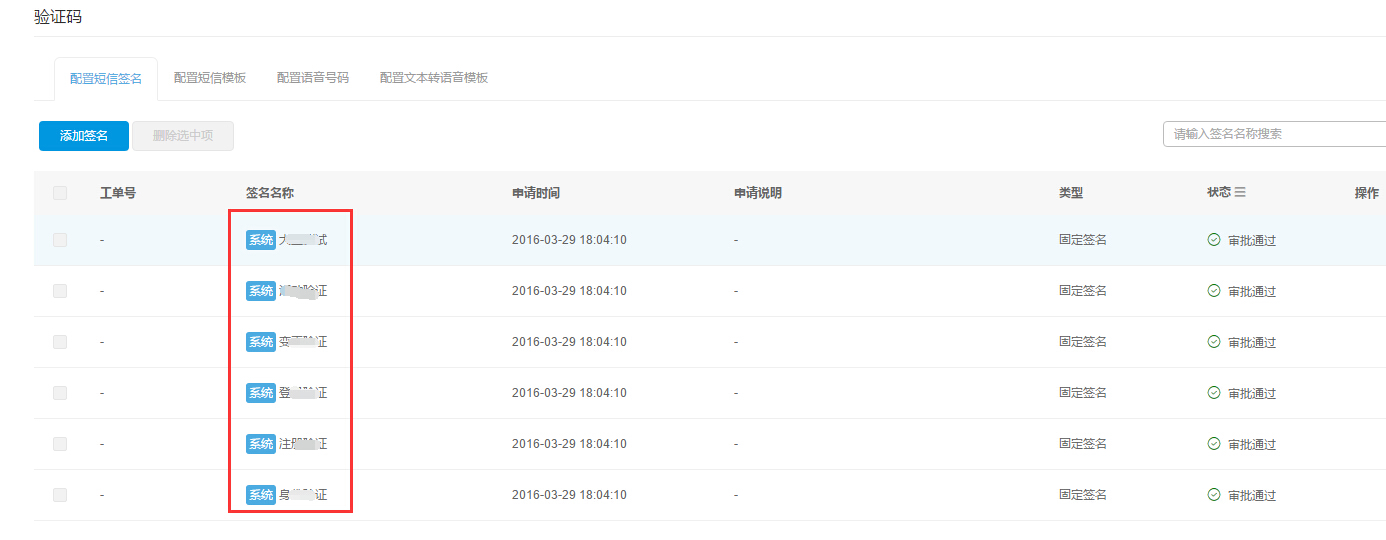 验证码
配置短信签名 配置短信模板 配置语音号码 配置文本转语音模板
添加签名 删除选中项 请输入签名名称搜索
工单号 签名名称 申请时间 申请说明 类型 状态 操作
- 系统 试 2016-03-29 18:04:10 - 固定签名 审批通过
- 系统 证 2016-03-29 18:04:10 - 固定签名 审批通过
- 系统 变 证 2016-03-29 18:04:10 - 固定签名 审批通过
- 系统 登 证 2016-03-29 18:04:10 - 固定签名 审批通过
- 系统 注册 证 2016-03-29 18:04:10 - 固定签名 审批通过
- 系统 身 证 2016-03-29 18:04:10 - 固定签名 审批通过